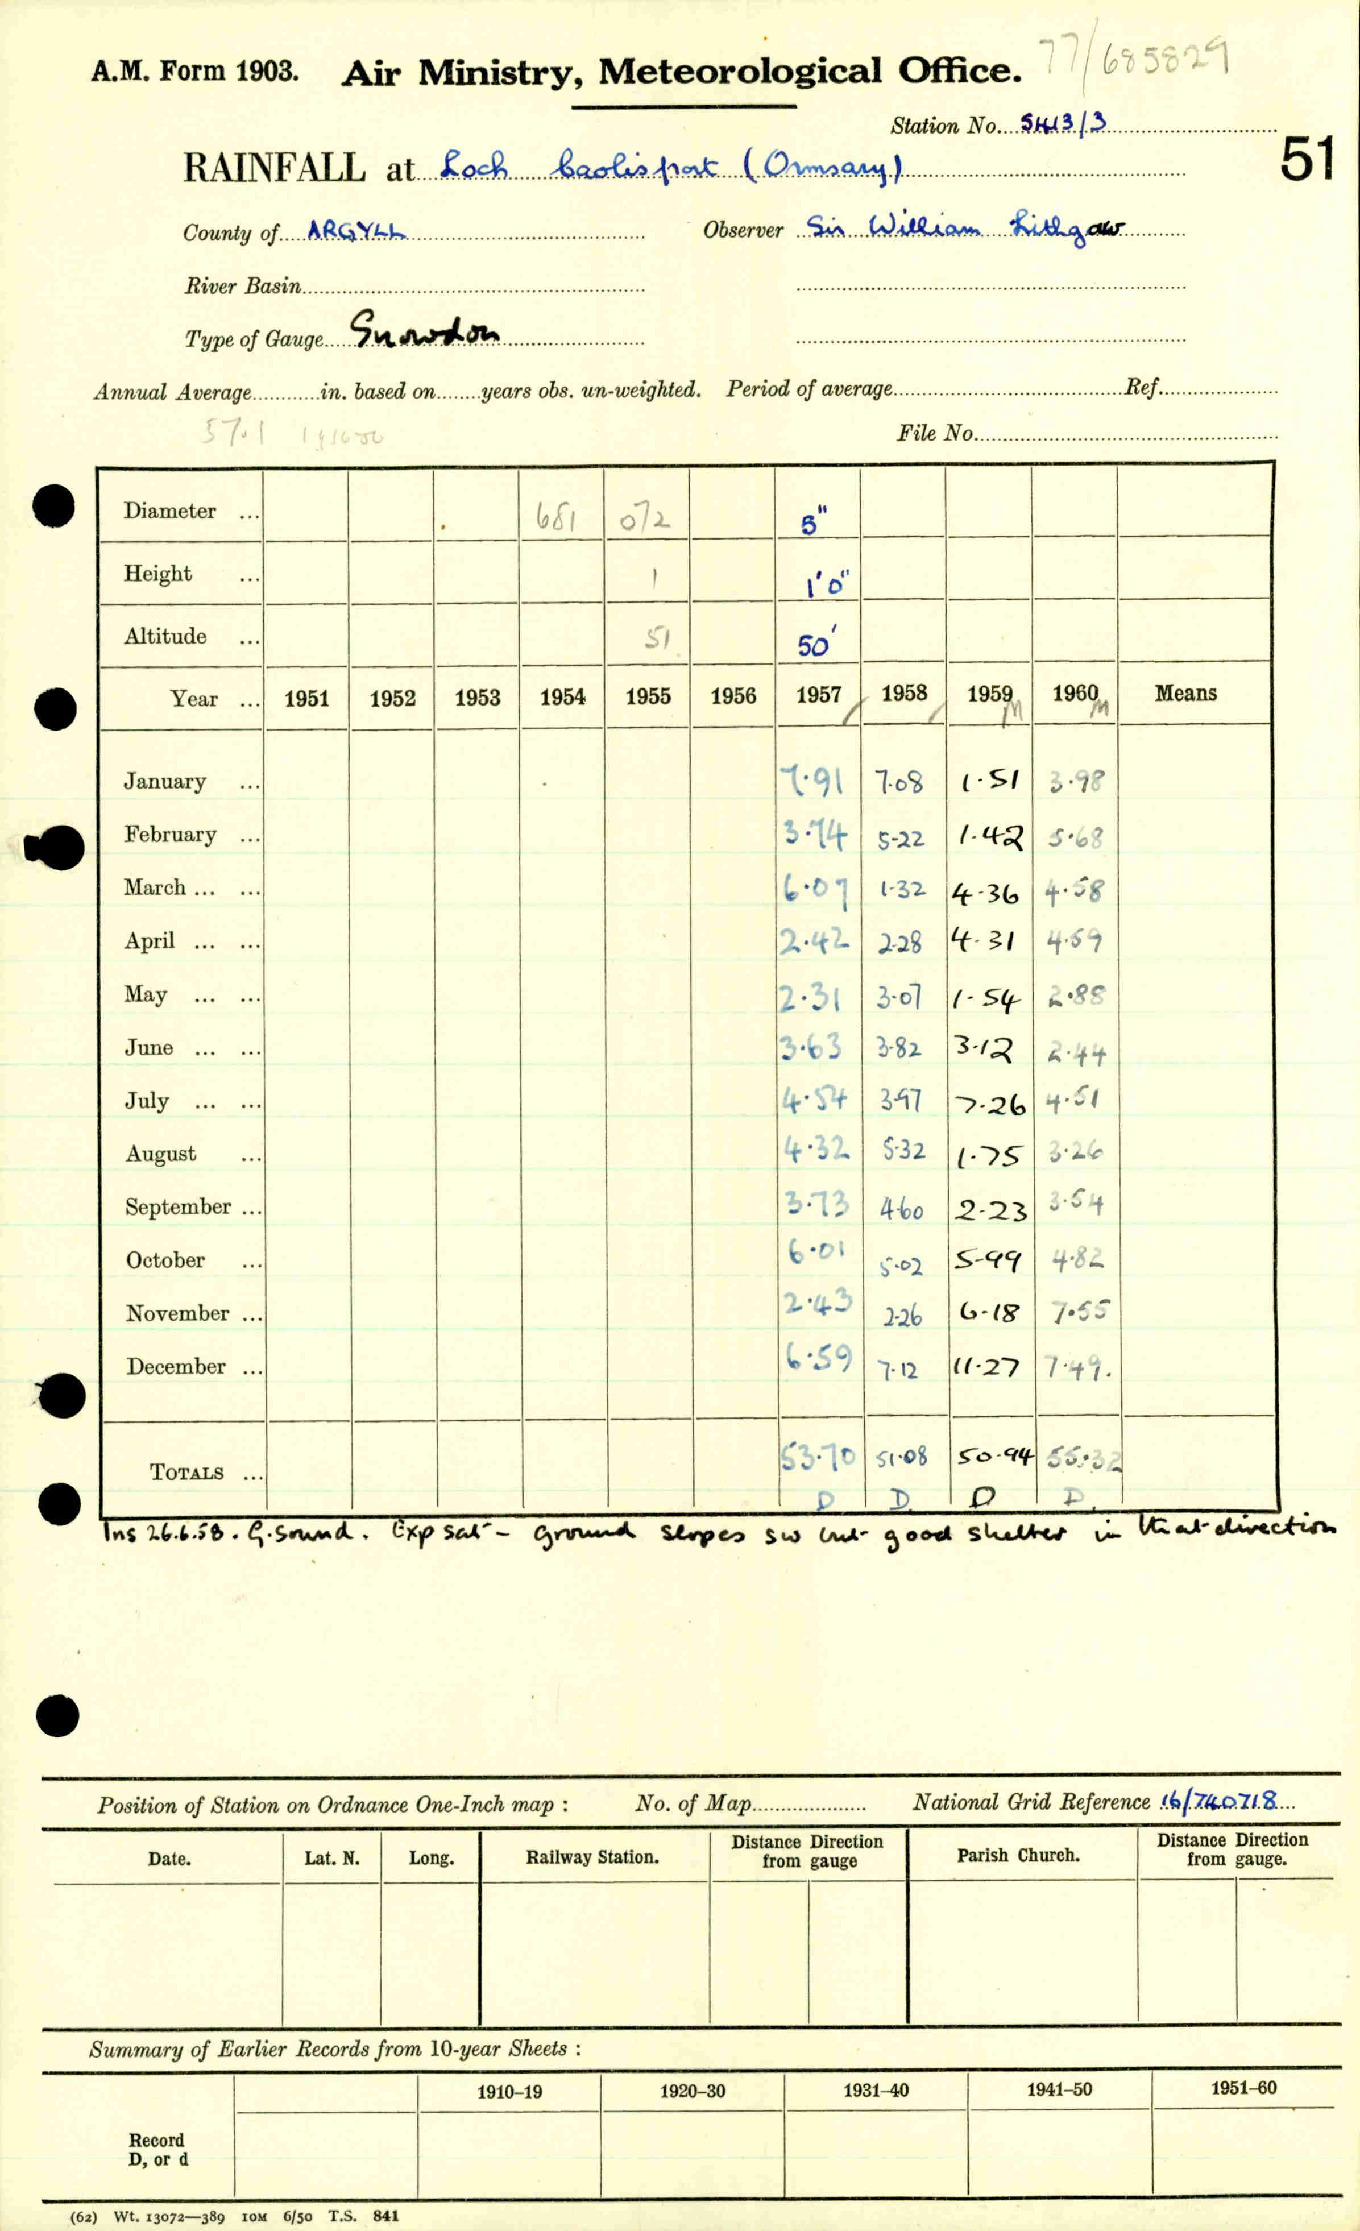 77/685829
A.M. Form 1903. Air Ministry, Meteorological Office.
Station No. 5413/3
51
RAINFALL at Loch Caolisport (Ormsary)
County of ARGYLL Observer Sir William Lithgow
River Basin
Type of Gauge Snowdon
Annual Average in. based on years obs. un-weighted. Period of average Ref.
57.1
File No.
Diameter ... 681 072 5"
Height ... 1 1'0"
Altitude ... 51 50'
Year ... 1951 1952 1953 1954 1955 1956 1957 / 1958 / 1959 M 1960 M Means
January ... 7.91 7.08 1.51 3.98
February ... 3.74 5.22 1.42 5.68
March ... ... 6.07 1.32 4.36 4.58
April ... ... 2.42 2.28 4.31 4.59
May ... ... 2.31 3.07 1.54 2.88
June ... ... 3.63 3.82 3.12 2.44
July ... ... 4.54 3.97 7.26 4.51
August ... 4.32 5.32 1.75 3.26
September ... 3.73 4.60 2.23 3.54
October ... 6.01 5.02 5.99 4.82
November ... 2.43 2.26 6.18 7.55
December ... 6.59 7.12 11.27 7.49.
TOTALS ... 53.70 51.08 50.94 55.32
D D D D.
Ins 26.6.58. G. Sound. Exp sat - ground slopes SW but good shelter in that direction
Position of Station on Ordnance One-Inch map : No. of Map National Grid Reference 16/740718
Date. Lat. N. Long. Railway Station. Distance Direction from gauge Parish Church. Distance Direction from gauge.
Summary of Earlier Records from 10-year Sheets :
1910-19 1920-30 1931-40 1941-50 1951-60
Record
D, or d
(62) Wt. 13072—389 10M 6/50 T.S. 841